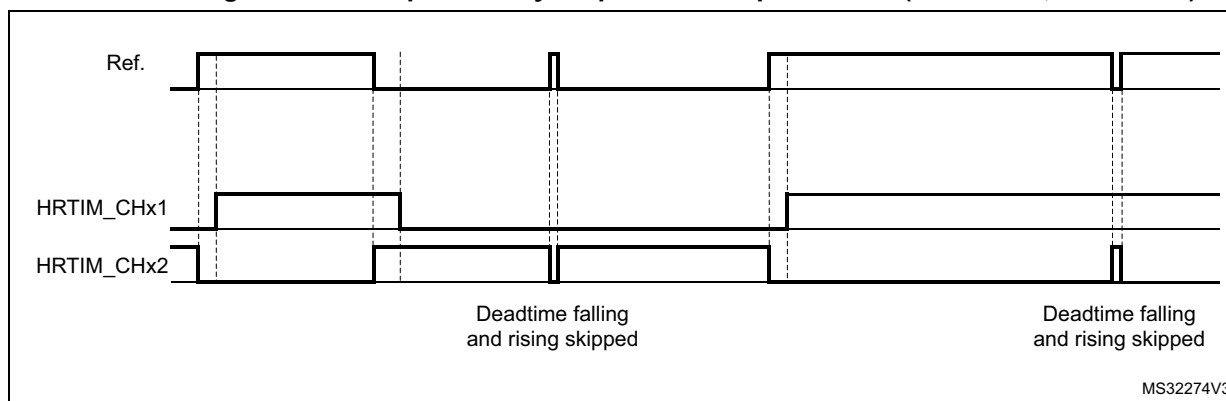 Ref.
HRTIM_CHx1
HRTIM_CHx2
Deadtime falling
and rising skipped
Deadtime falling
and rising skipped
MS32274V3